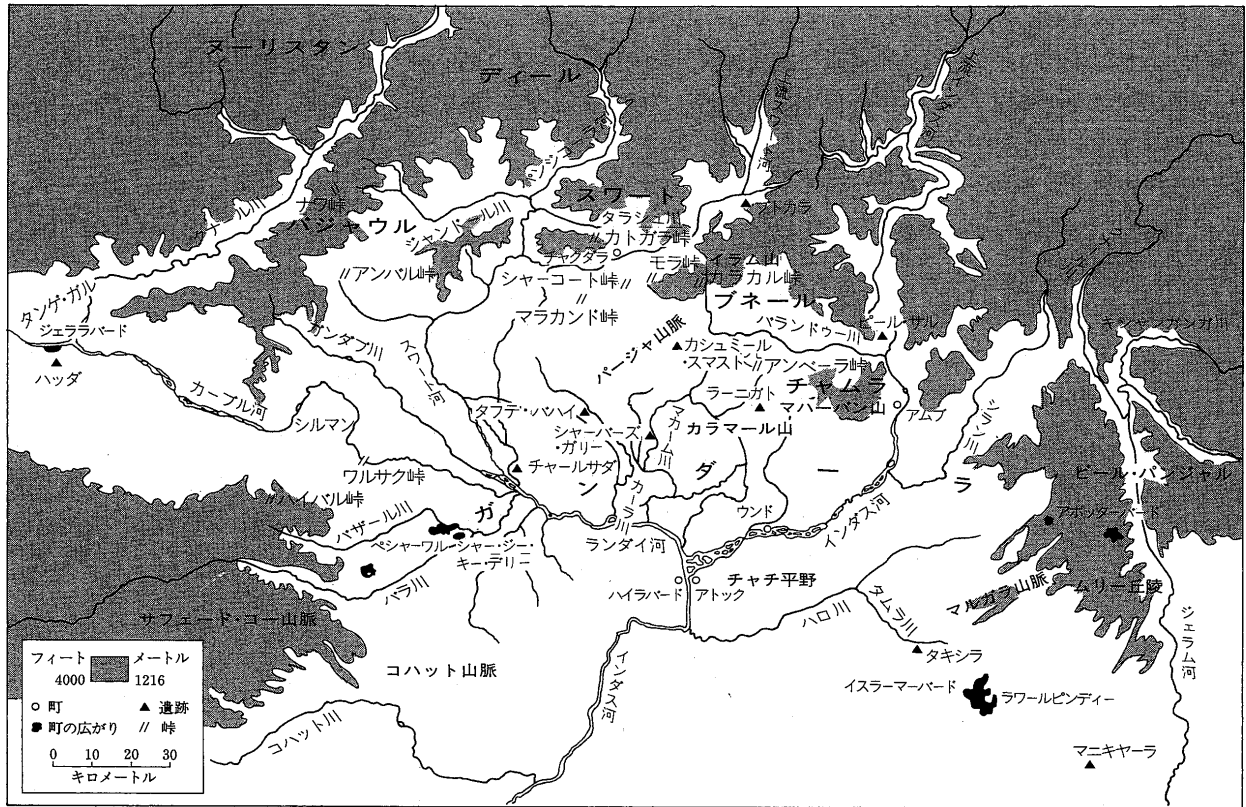 ヌーリスタン
ディール
スワート
バジャウル
ナワ峠
タンゲ・ガル
ジェララバード
ハッダ
カーブル河
シルマン
アンバル峠
カトガラ峠
チャクダラ
シャーコート峠
マラカンド峠
モラ峠
イラム山
カラカル峠
ブトカラ
ブネール
バランドゥー川
ピール・サル
スワート河
パージャ山脈
カシュミール
・スマスト
アンベーラ峠
チャムラ
マハーバン山
アムブ
ラーニガト
カラマール山
タフテ・バハイ
シャーバーズ
・ガリー
マカーム川
チャールサダ
カーラ川
ガンダーラ
ワルサク峠
ハイバル峠
バザール川
ペシャーワル
シャー・ジー・
キー・デリー
バラ川
サフェード・コー山脈
ランダイ河
ウンド
インダス河
シラン川
ピール・パンジャル
アボッターバード
ムリー丘陵
マルガラ山脈
ハイラバード
アトック
チャチ平野
ハロ川
タムラ川
タキシラ
イスラーマーバード
ラワールピンディー
マニキヤーラ
ジェラム河
コハット山脈
コハット川
インダス河
フィート メートル
4000 1216
町 遺跡
町の広がり 峠
0 10 20 30
キロメートル